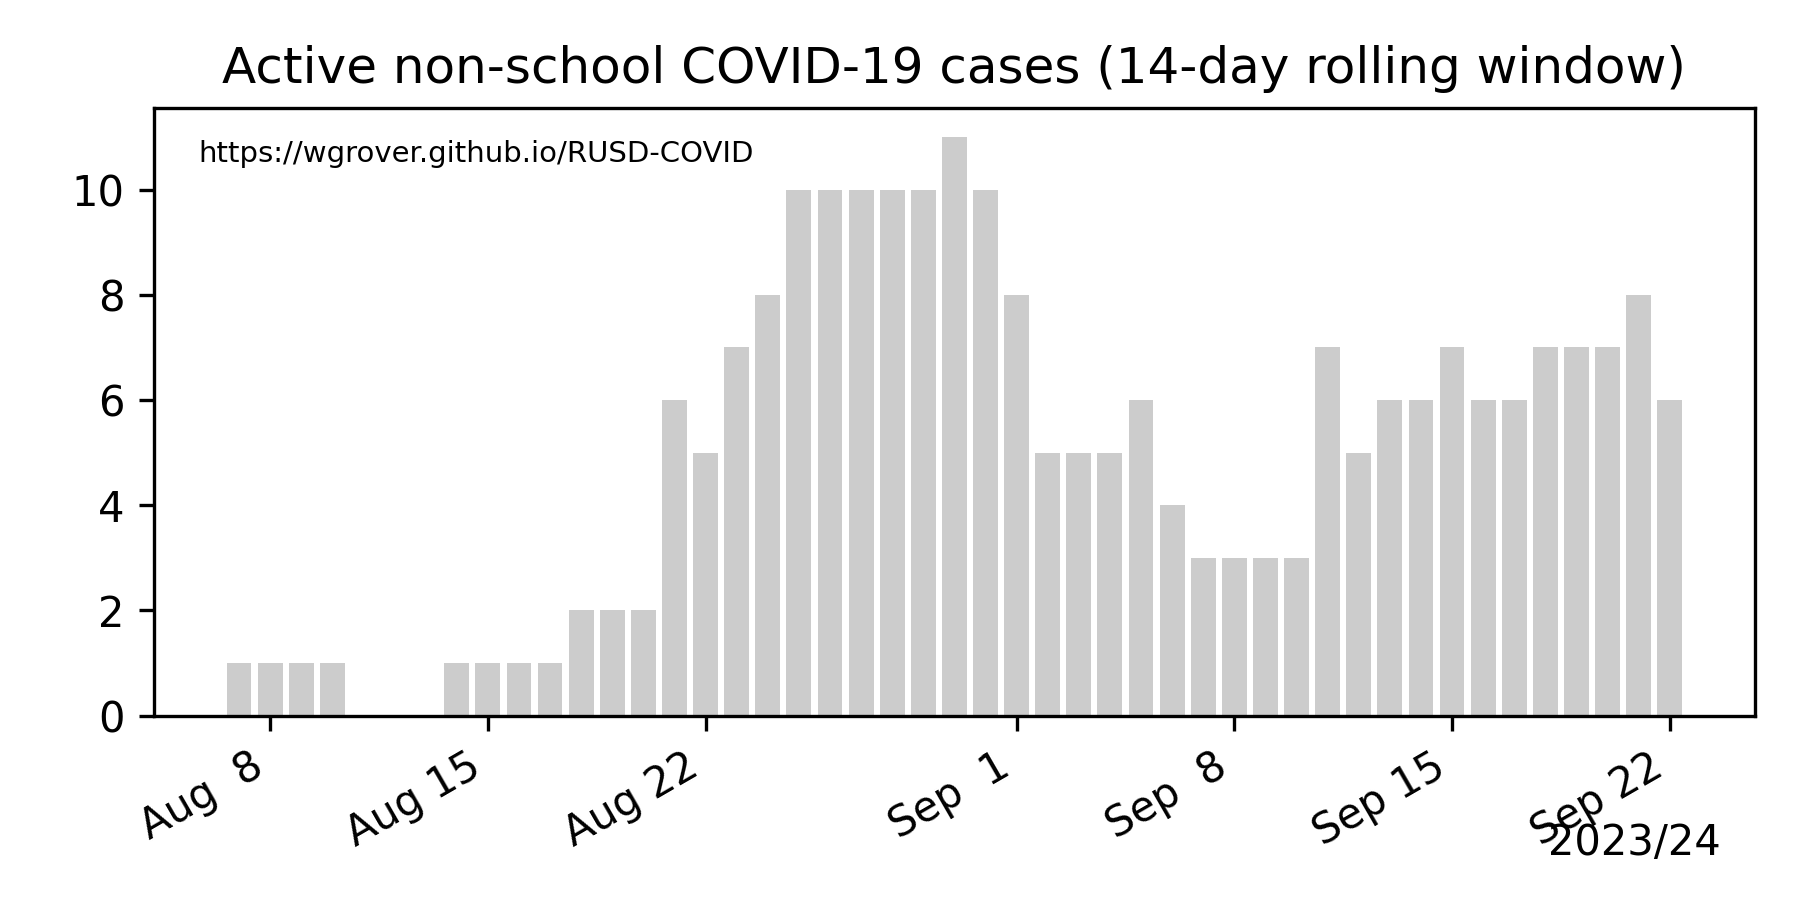 Active non-school COVID-19 cases (14-day rolling window)
https://wgrover.github.io/RUSD-COVID
10
8
6
4
2
0
Aug 8
Aug 15
Aug 22
Sep 1
Sep 8
Sep 15
Sep 22
2023/24